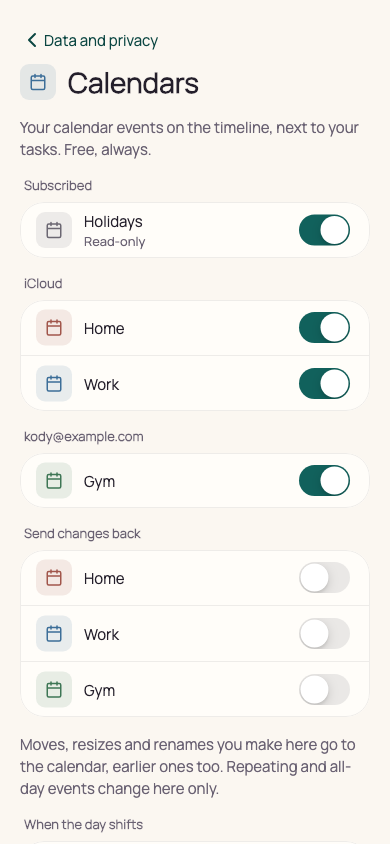 Data and privacy
Calendars
Your calendar events on the timeline, next to your
tasks. Free, always.
Subscribed
Holidays
Read-only
iCloud
Home
Work
kody@example.com
Gym
Send changes back
Home
Work
Gym
Moves, resizes and renames you make here go to
the calendar, earlier ones too. Repeating and all-
day events change here only.
When the day shifts